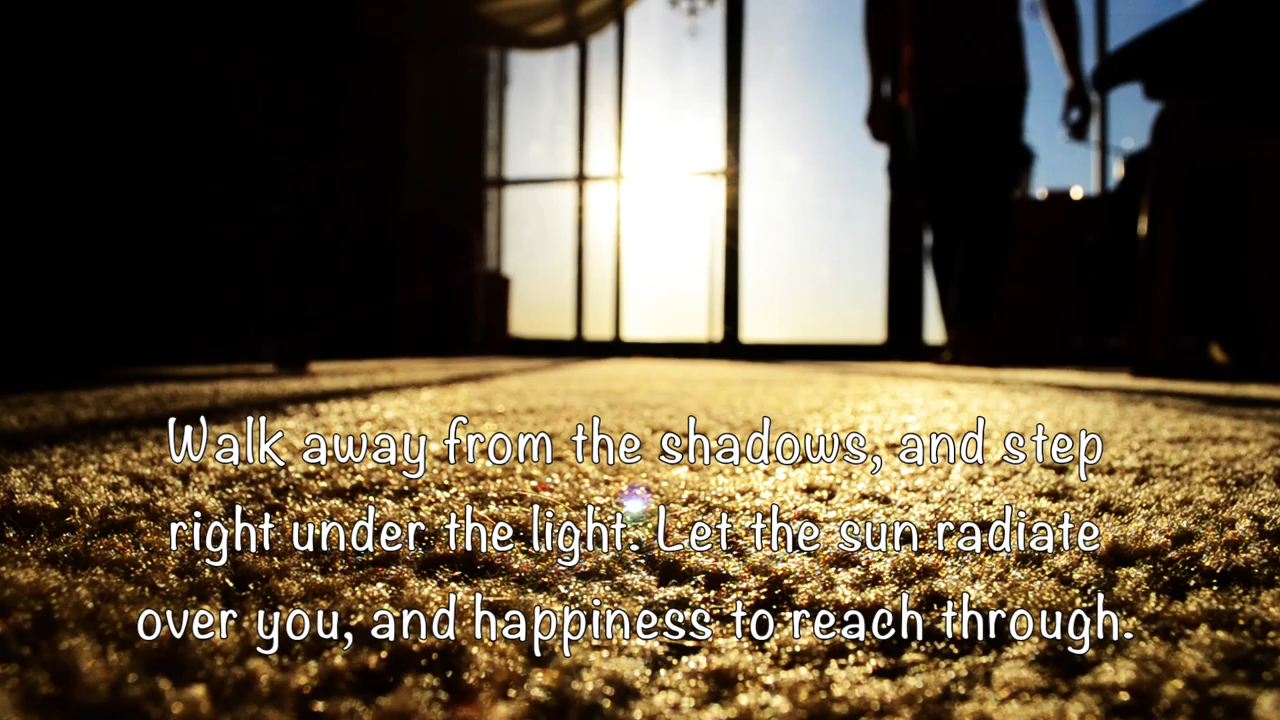 Walk away from the shadows, and step
right under the light. Let the sun radiate
over you, and happiness to reach through.